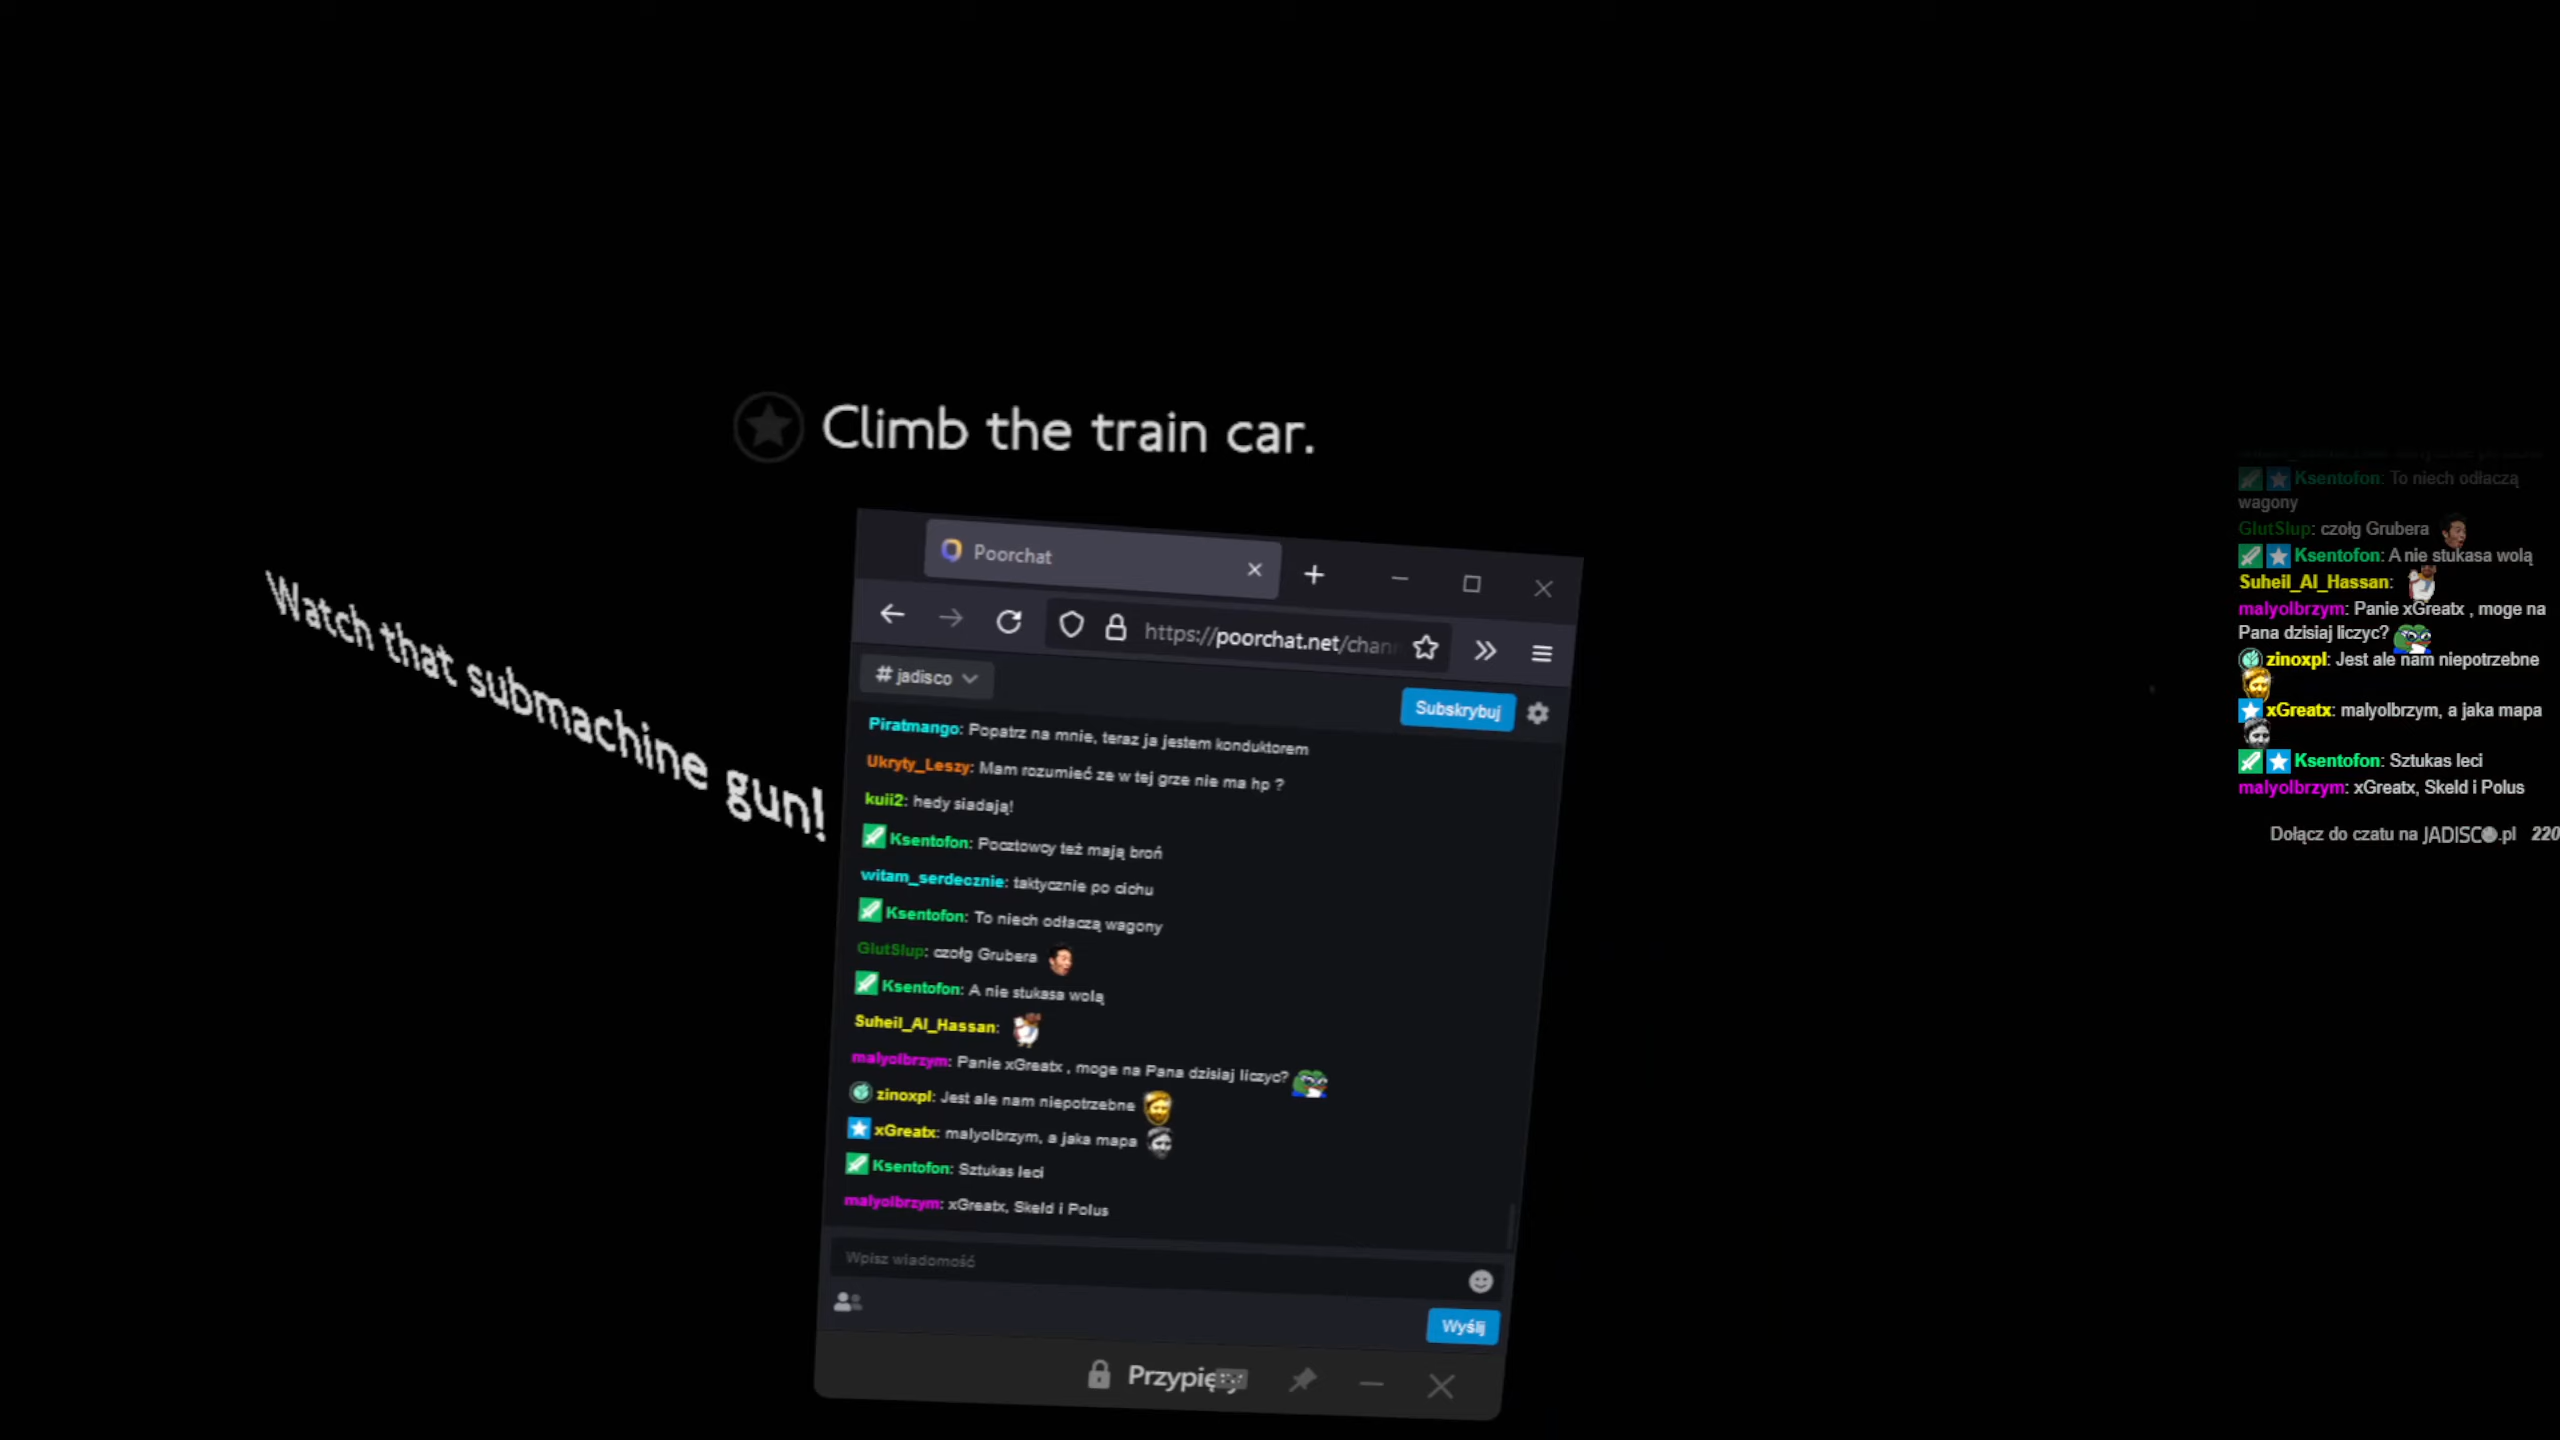 Climb the train car.
Watch that submachine gun!
Poorchat
https://poorchat.net/chan
# jadisco
Subskrybuj
Piratmango: Popatrz na mnie, teraz ja jestem konduktorem
Ukryty_Leszy: Mam rozumieć ze w tej grze nie ma hp ?
kuii2: hedy siadają!
Ksentofon: Pocztowcy też mają broń
witam_serdecznie: taktycznie po cichu
Ksentofon: To niech odłaczą wagony
GlutSlup: czołg Grubera
Ksentofon: A nie stukasa wolą
Suheil_Al_Hassan:
malyolbrzym: Panie xGreatx , moge na Pana dzisiaj liczyc?
zinoxpl: Jest ale nam niepotrzebne
xGreatx: malyolbrzym, a jaka mapa
Ksentofon: Sztukas leci
malyolbrzym: xGreatx, Skeld i Polus
Wpisz wiadomość
Wyślij
Ksentofon: To niech odłaczą
wagony
GlutSlup: czołg Grubera
Ksentofon: A nie stukasa wolą
Suheil_Al_Hassan:
malyolbrzym: Panie xGreatx , moge na
Pana dzisiaj liczyc?
zinoxpl: Jest ale nam niepotrzebne
xGreatx: malyolbrzym, a jaka mapa
Ksentofon: Sztukas leci
malyolbrzym: xGreatx, Skeld i Polus
Dołącz do czatu na JADISCO.pl 220